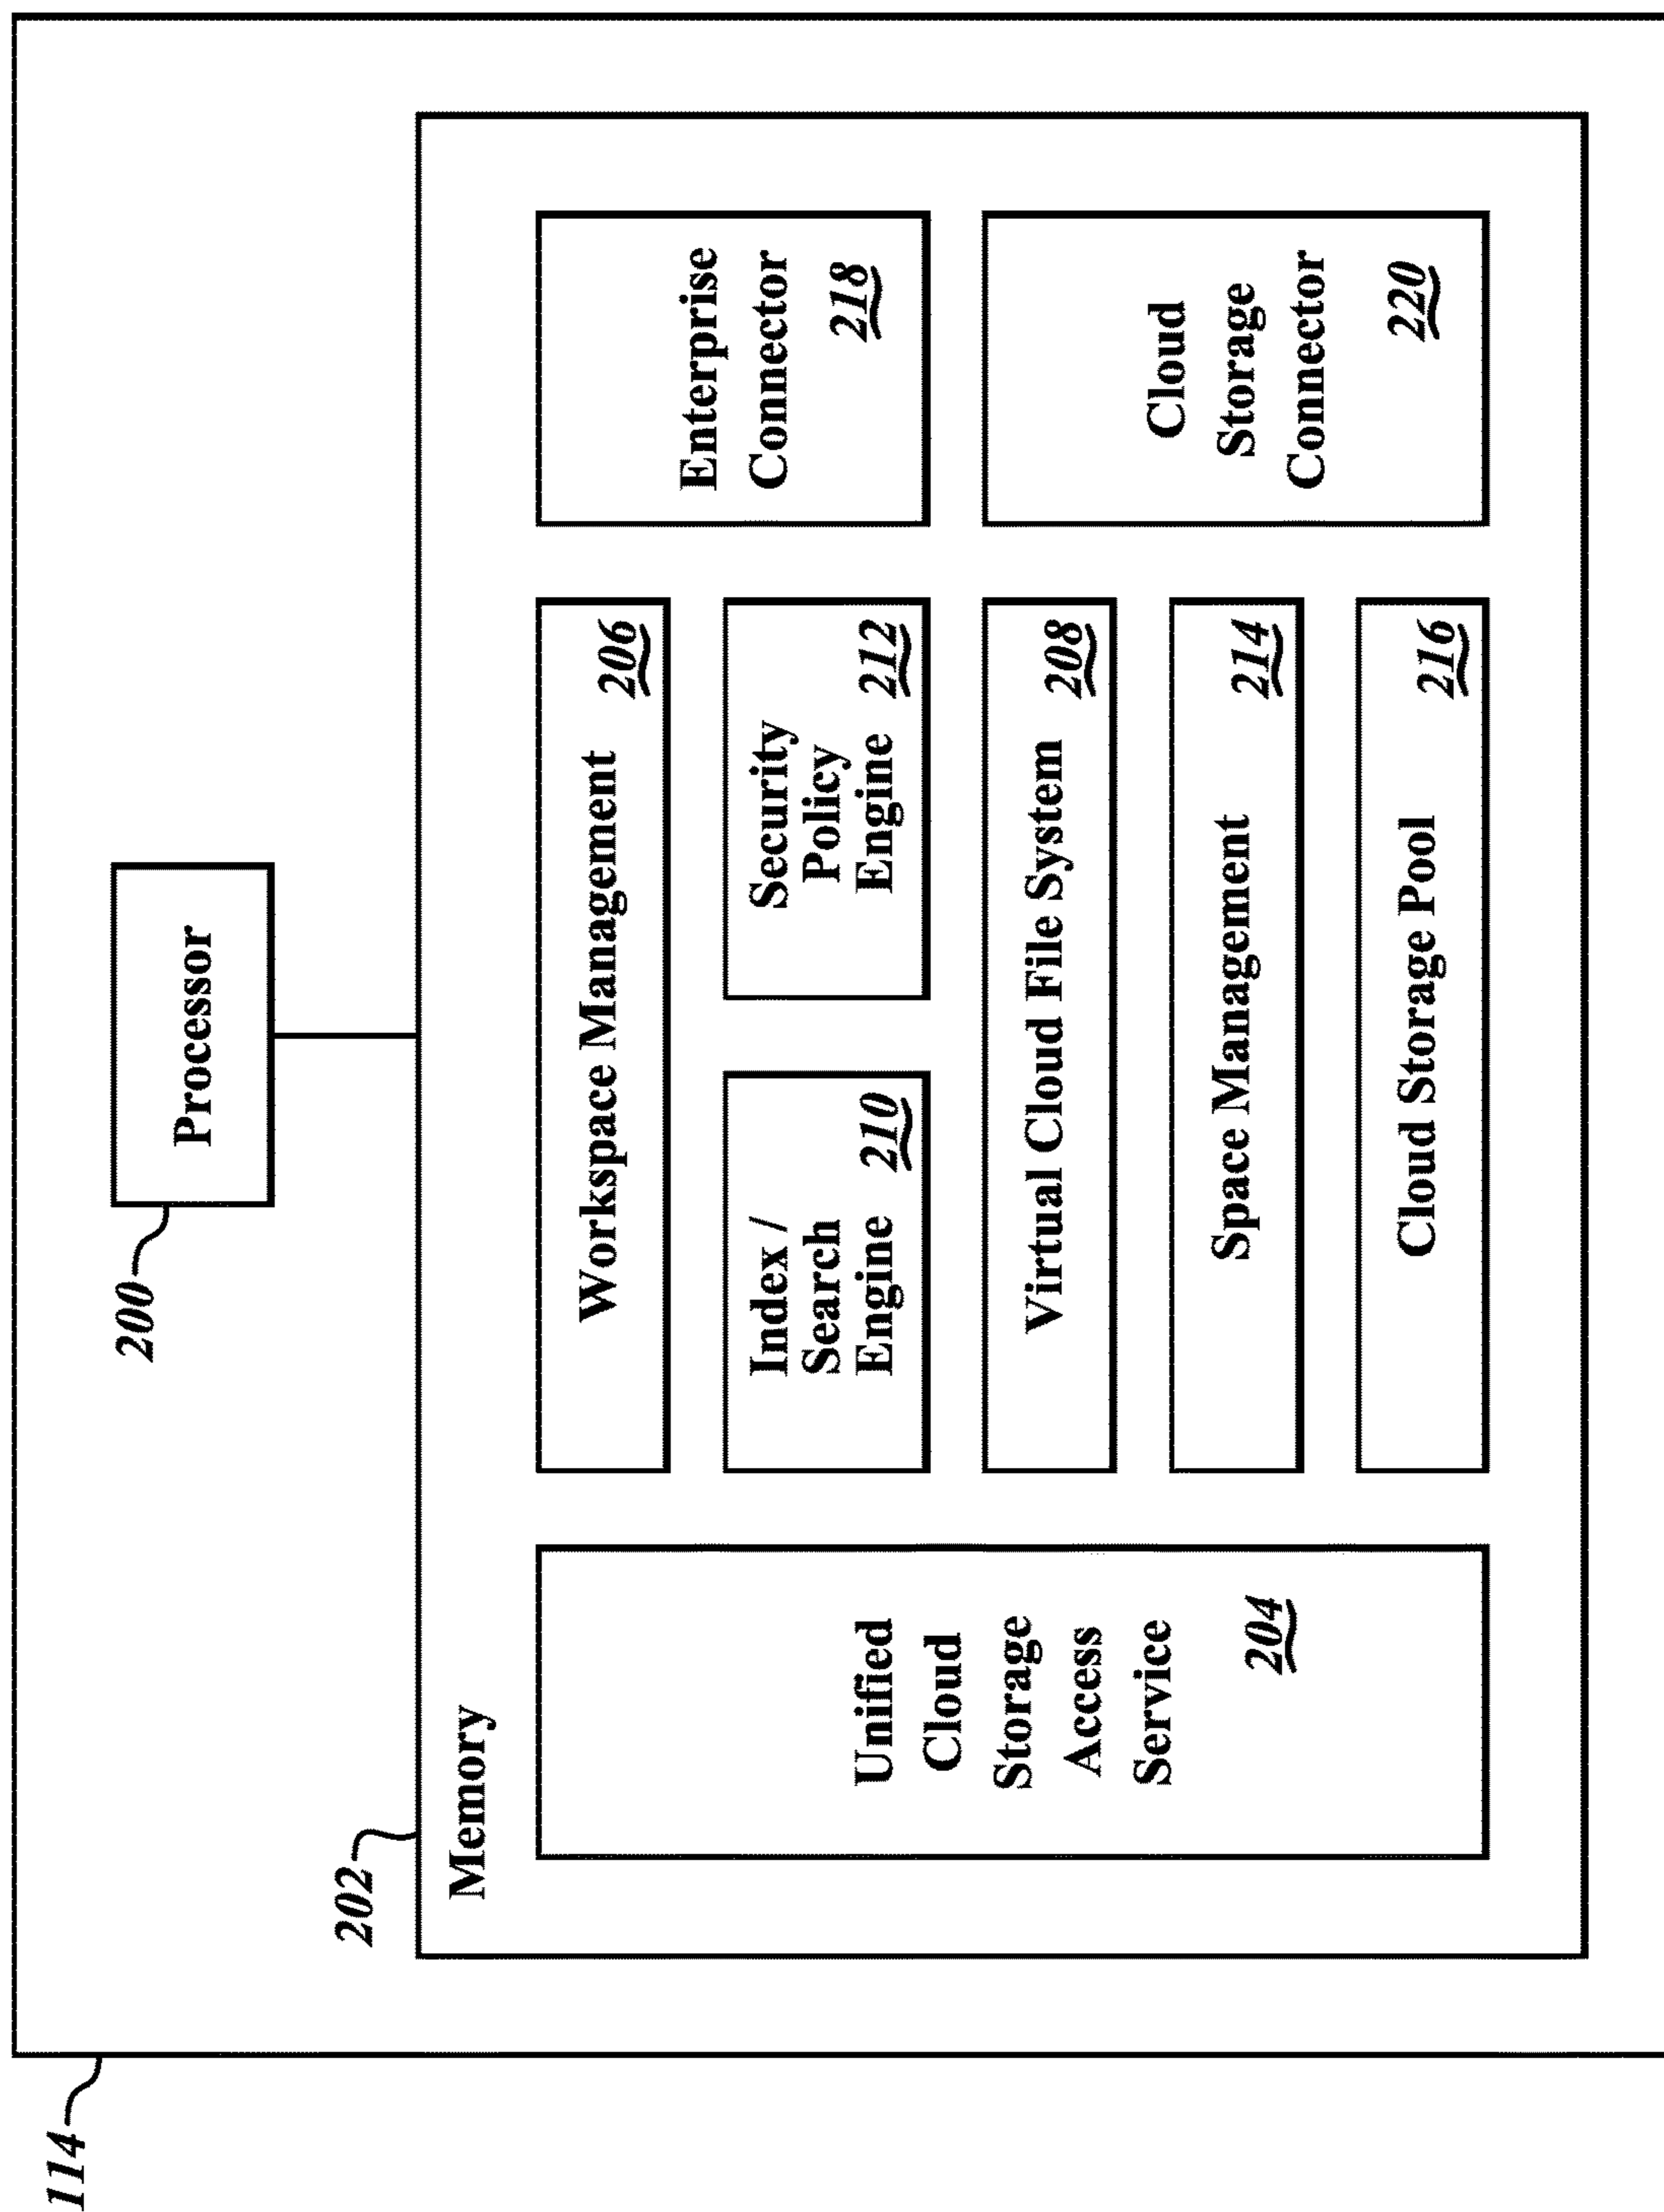 114
200
Processor
202
Memory
Unified
Cloud
Storage
Access
Service
204
Workspace Management
206
Index /
Search
Engine
210
Security
Policy
Engine
212
Virtual Cloud File System
208
Space Management
214
Cloud Storage Pool
216
Enterprise
Connector
218
Cloud
Storage
Connector
220